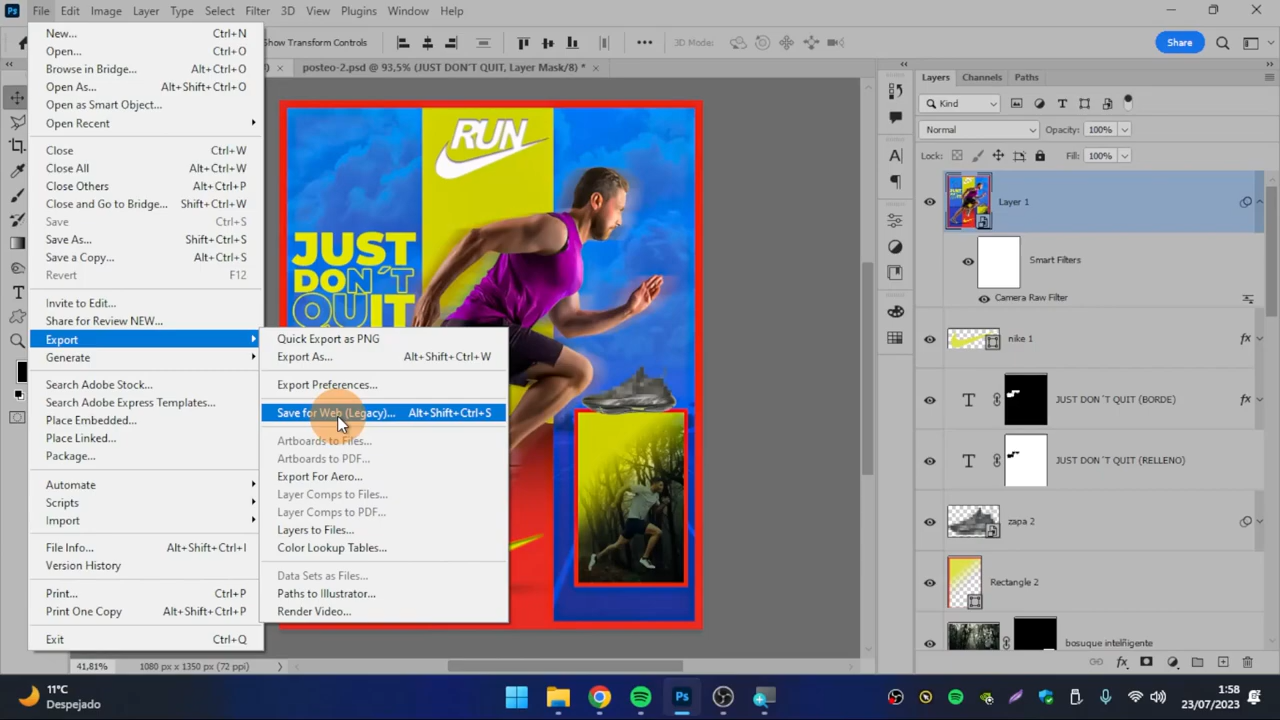 Ps File Edit Image Layer Type Select Filter 3D View Plugins Window Help
Show Transform Controls ••• 3D Mode: Share
posteo-2.psd @ 93,5% (JUST DON´T QUIT, Layer Mask/8) * ×
New... Ctrl+N
Open... Ctrl+O
Browse in Bridge... Alt+Ctrl+O
Open As... Alt+Shift+Ctrl+O
Open as Smart Object...
Open Recent
Close Ctrl+W
Close All Alt+Ctrl+W
Close Others Alt+Ctrl+P
Close and Go to Bridge... Shift+Ctrl+W
Save Ctrl+S
Save As... Shift+Ctrl+S
Save a Copy... Alt+Ctrl+S
Revert F12
Invite to Edit...
Share for Review NEW...
Export
Generate
Search Adobe Stock...
Search Adobe Express Templates...
Place Embedded...
Place Linked...
Package...
Automate
Scripts
Import
File Info... Alt+Shift+Ctrl+I
Version History
Print... Ctrl+P
Print One Copy Alt+Shift+Ctrl+P
Exit Ctrl+Q
Quick Export as PNG
Export As... Alt+Shift+Ctrl+W
Export Preferences...
Save for Web (Legacy)... Alt+Shift+Ctrl+S
Artboards to Files...
Artboards to PDF...
Export For Aero...
Layer Comps to Files...
Layer Comps to PDF...
Layers to Files...
Color Lookup Tables...
Data Sets as Files...
Paths to Illustrator...
Render Video...
RUN
JUST
DON´T
QUIT
Layers Channels Paths
Kind
Normal Opacity: 100%
Lock: Fill: 100%
Layer 1
Smart Filters
Camera Raw Filter
nike 1 fx
JUST DON´T QUIT (BORDE) fx
JUST DON´T QUIT (RELLENO)
zapa 2
Rectangle 2
bosuque intelñigente
41,81% 1080 px x 1350 px (72 ppi)
11°C
Despejado
Ps
1:58
23/07/2023